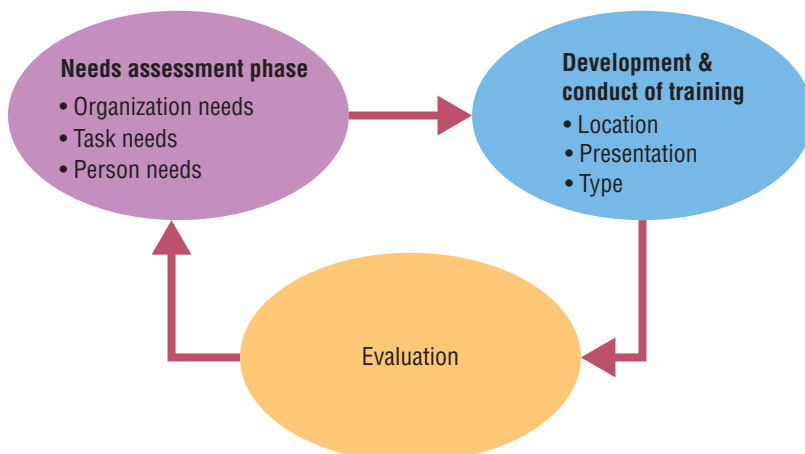 Needs assessment phase
• Organization needs
• Task needs
• Person needs
Development &
conduct of training
• Location
• Presentation
• Type
Evaluation